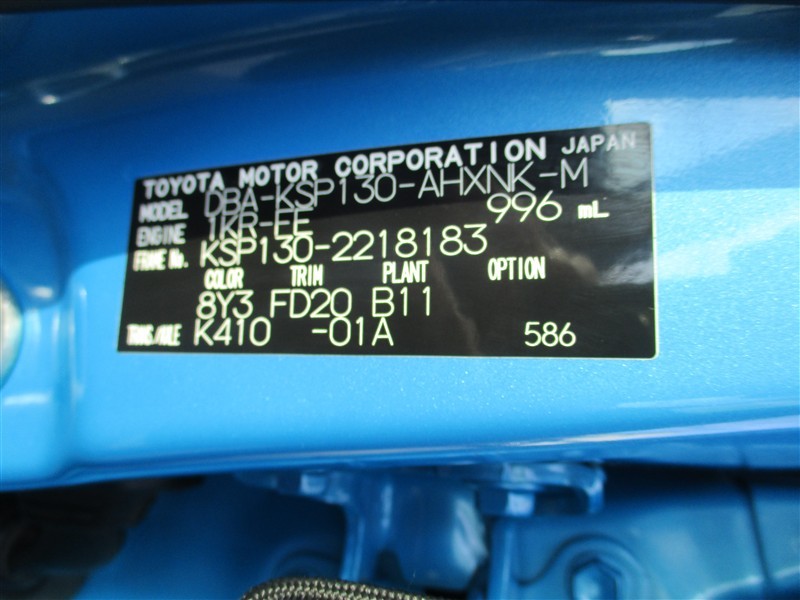 TOYOTA MOTOR CORPORATION JAPAN
MODEL DBA-KSP130-AHXNK-M
ENGINE 1KR-FE 996 mL
FRAME No. KSP130-2218183
COLOR TRIM PLANT OPTION
8Y3 FD20 B11
TRANS/AXLE K410 -01A 586